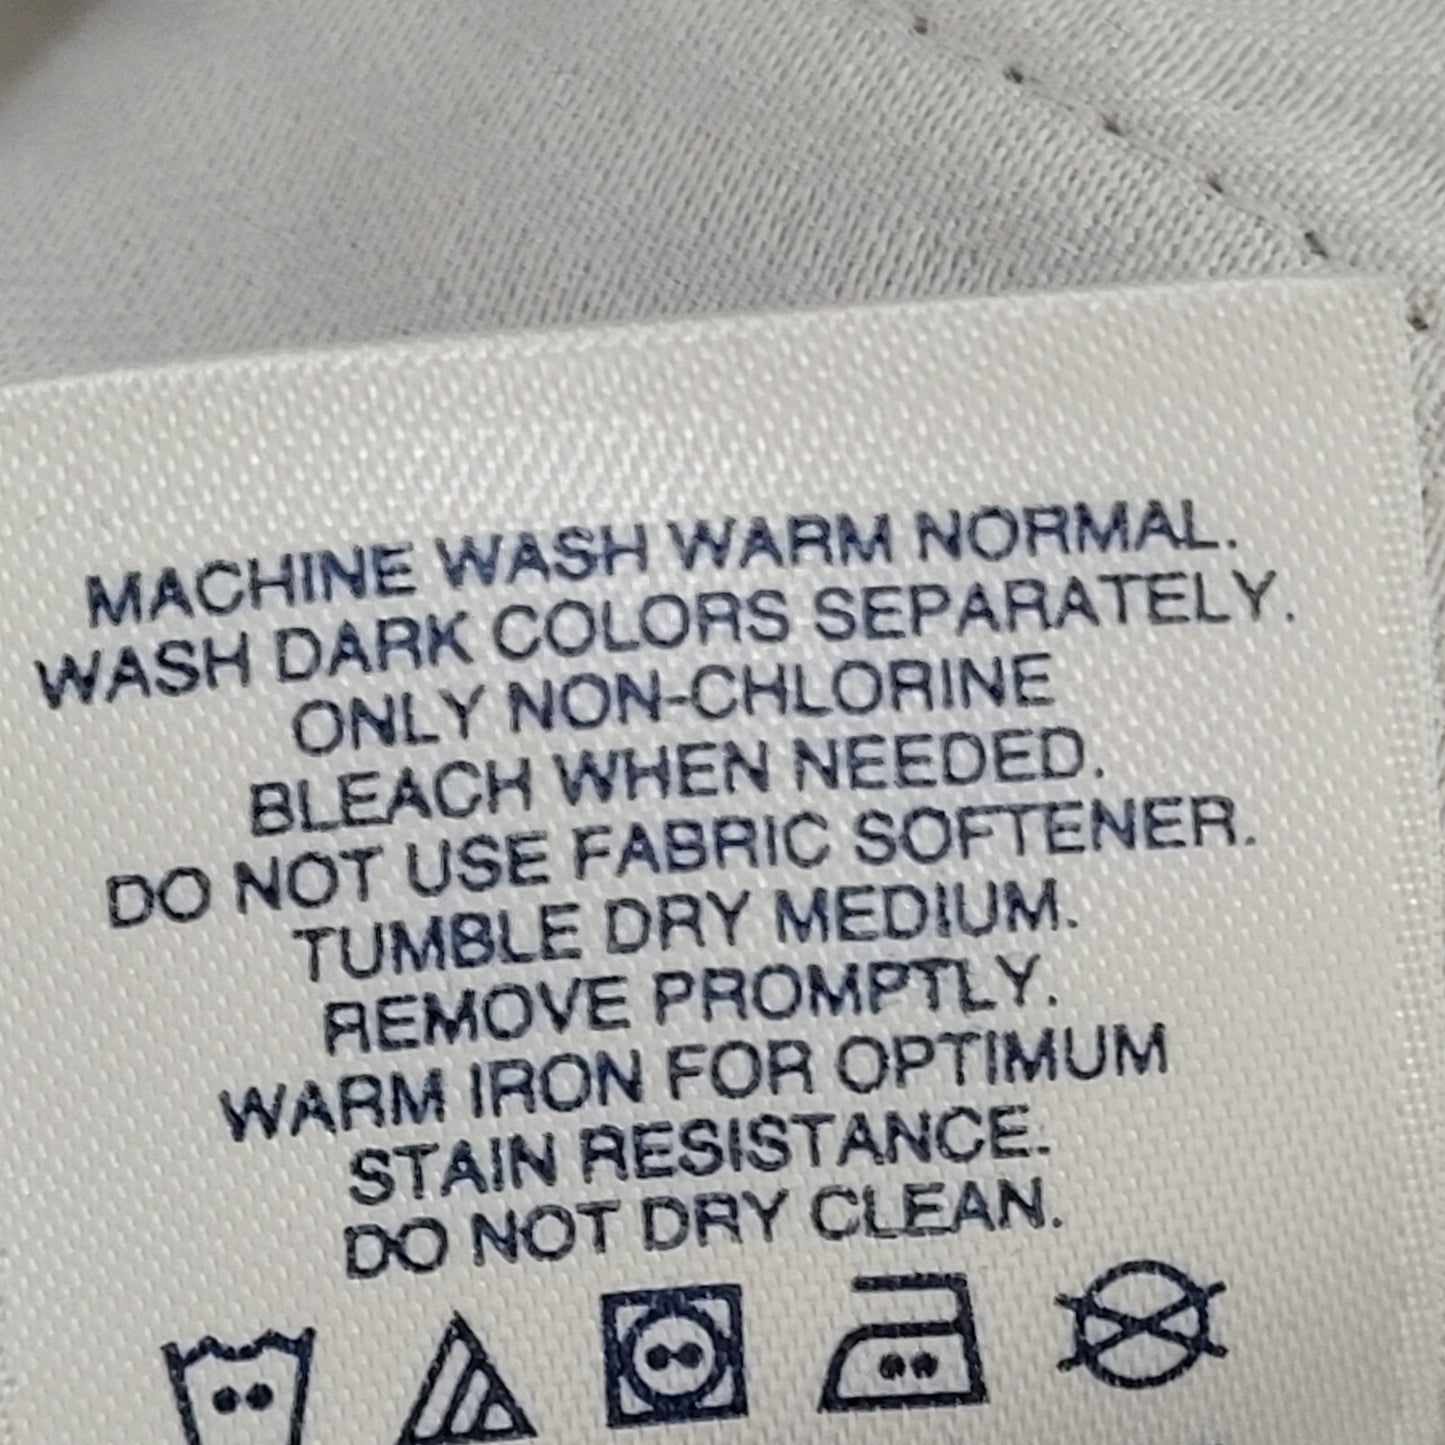 MACHINE WASH WARM NORMAL.
WASH DARK COLORS SEPARATELY.
ONLY NON-CHLORINE
BLEACH WHEN NEEDED.
DO NOT USE FABRIC SOFTENER.
TUMBLE DRY MEDIUM.
REMOVE PROMPTLY.
WARM IRON FOR OPTIMUM
STAIN RESISTANCE.
DO NOT DRY CLEAN.